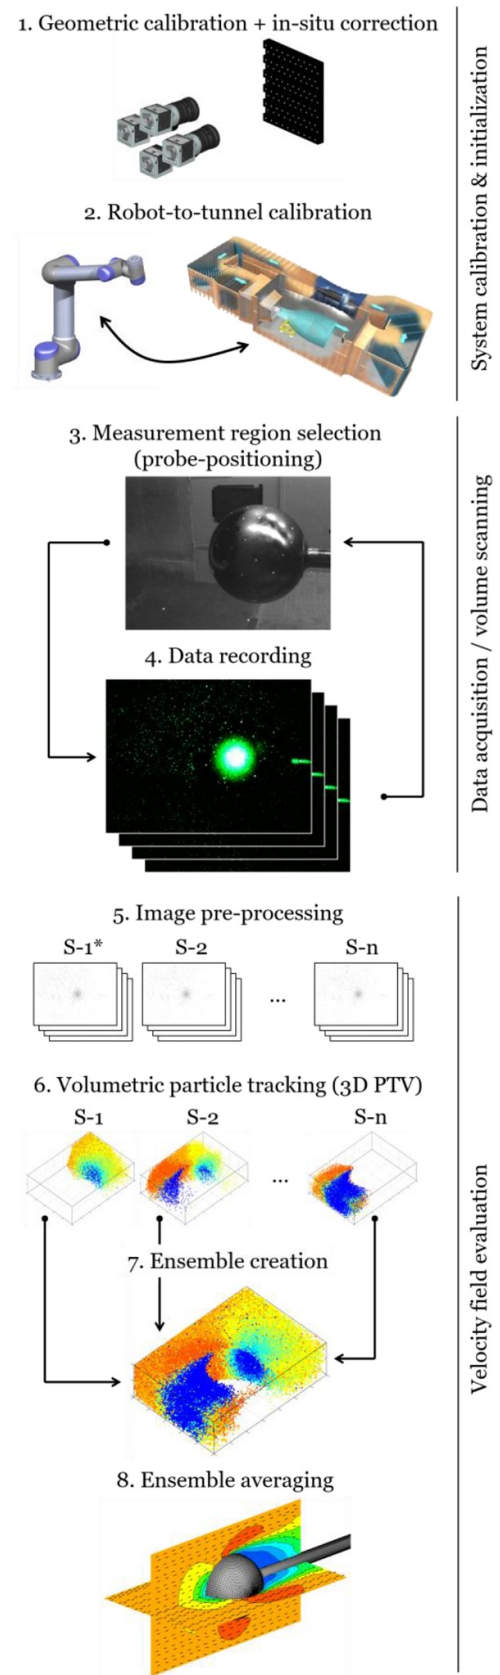 1. Geometric calibration + in-situ correction
2. Robot-to-tunnel calibration
System calibration & initialization
3. Measurement region selection
(probe-positioning)
4. Data recording
Data acquisition / volume scanning
5. Image pre-processing
S-1* S-2 S-n
...
6. Volumetric particle tracking (3D PTV)
S-1 S-2 S-n
...
7. Ensemble creation
8. Ensemble averaging
Velocity field evaluation